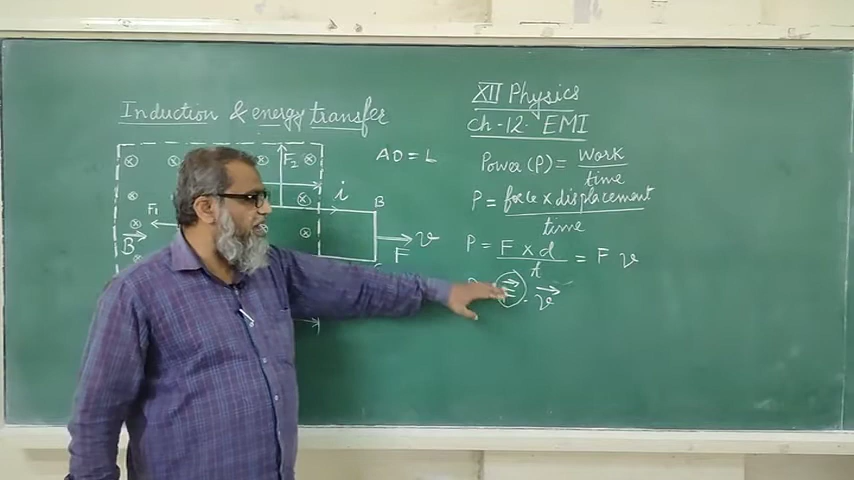 Induction & energy transfer
XII Physics
Ch-12. EMI
AD = L
Power (P) = Work / time
P = force x displacement / time
P = F x d / t = F v
F . v
F2
F1
B
i
B
v
F